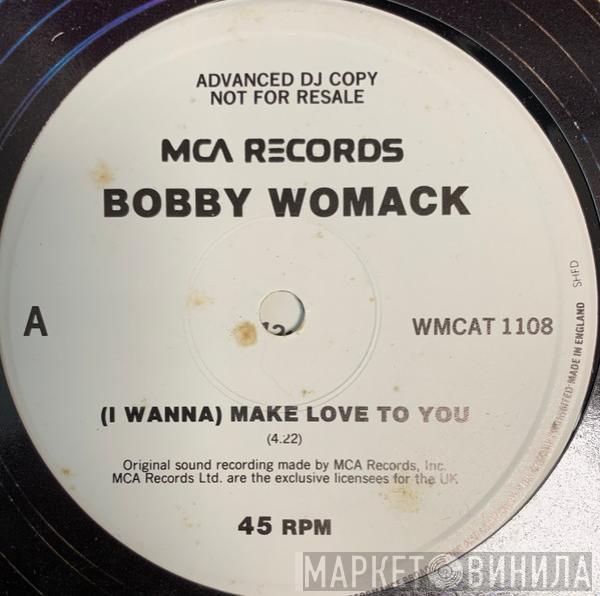 ADVANCED DJ COPY
NOT FOR RESALE
MCA RECORDS
BOBBY WOMACK
A
WMCAT 1108
(I WANNA) MAKE LOVE TO YOU
(4.22)
Original sound recording made by MCA Records, Inc.
MCA Records Ltd. are the exclusive licensees for the UK
45 RPM
MADE IN ENGLAND
МАРКЕТ ВИНИЛА